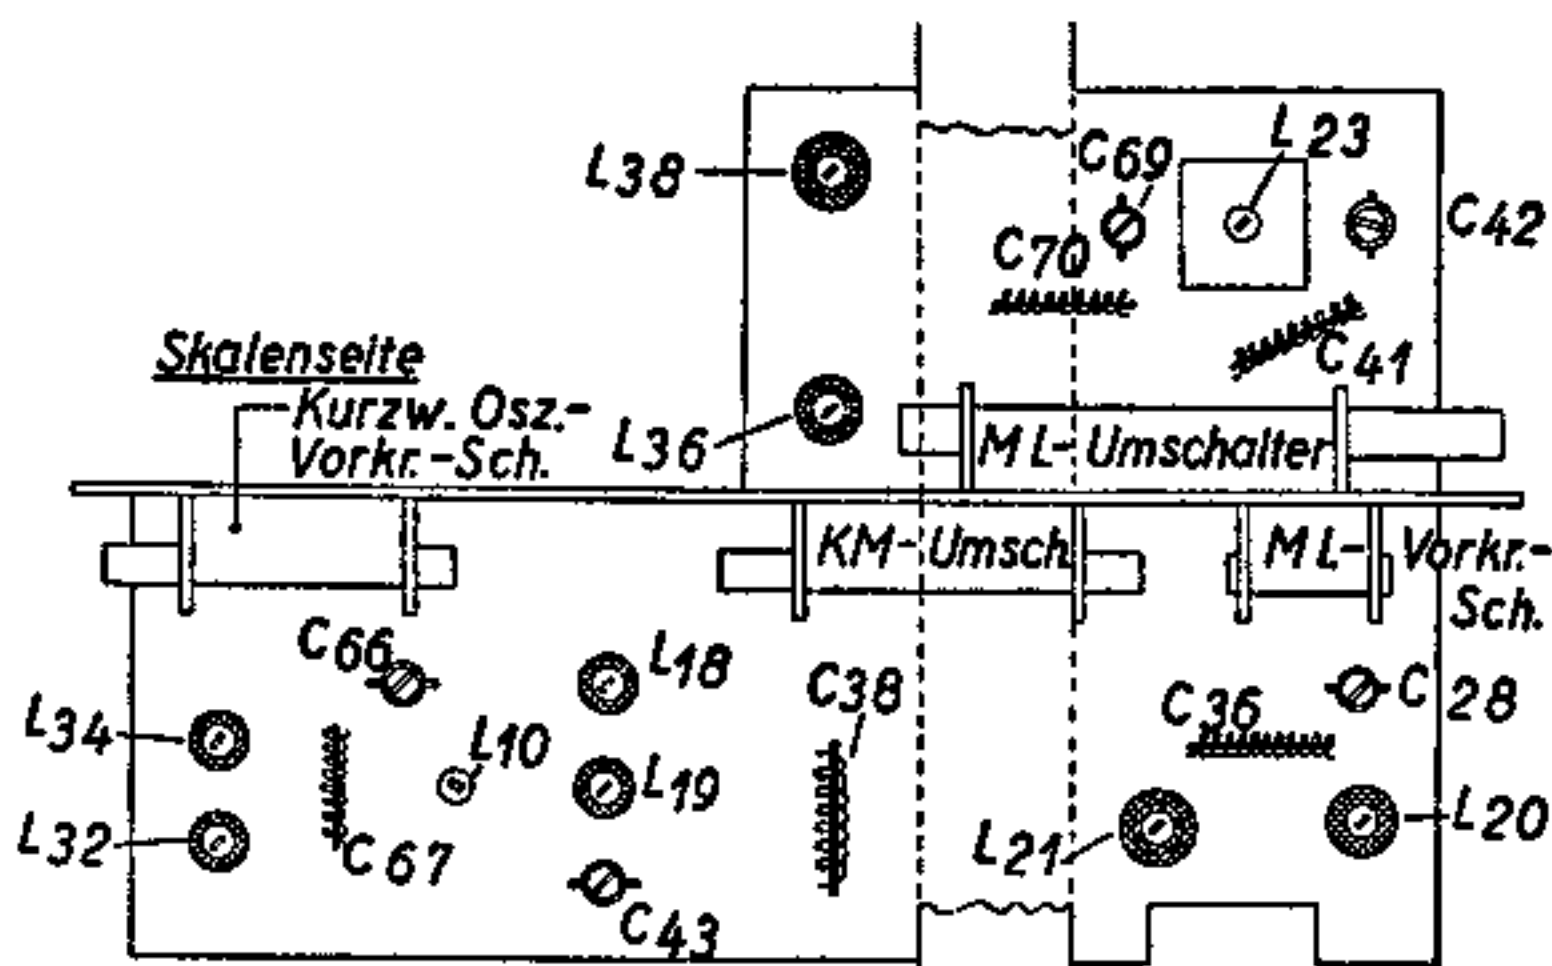 L38
C69
L23
C42
C70
C41
Skalenseite
Kurzw. Osz.-
Vorkr.-Sch.
L36
ML-Umschalter
KM-Umsch.
ML-Vorkr.-
Sch.
C66
L18
C38
C36
C28
L34
L10
L19
L32
C67
L21
L20
C43